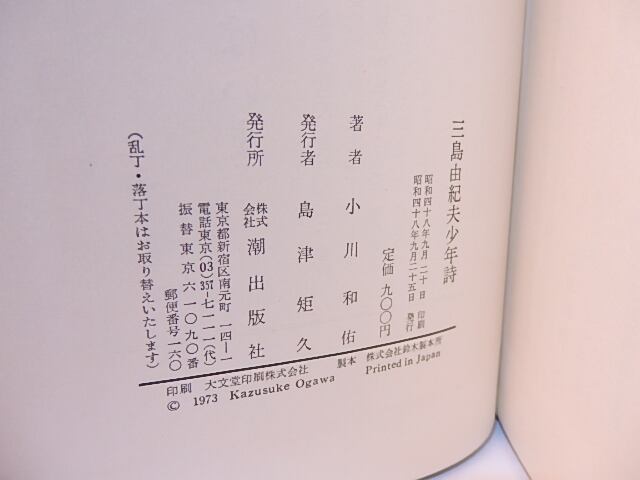 三島由紀夫少年詩
昭和四十八年九月二十日 印刷
昭和四十八年九月二十五日 発行
定価 九〇〇円
著者 小川和佑
発行者 島津矩久
発行所 株式会社 潮出版社
東京都新宿区南元町一四―一
電話東京(03)357七一一一(代)
振替東京六一〇九〇番
郵便番号一六〇
(乱丁・落丁本はお取り替えいたします)
印刷 大文堂印刷株式会社 製本 株式会社鈴木製本所
© 1973 Kazusuke Ogawa Printed in Japan